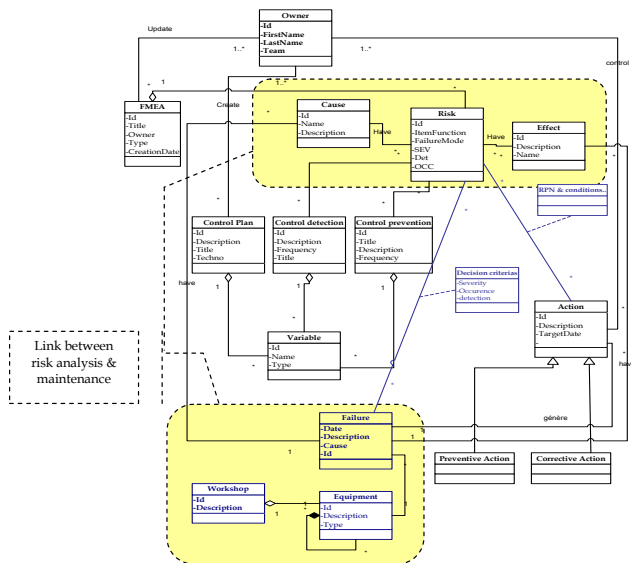 Owner
-Id
-FirstName
-LastName
-Team
Update
1..*
1..*
control
*
1
1..*
*
FMEA
-Id
-Title
-Owner
-Type
-CreationDate
Create
*
Cause
-Id
-Name
-Description
Have
*
*
Risk
-Id
-ItemFunction
-FailureMode
-SEV
-Det
-OCC
Have
*
*
Effect
-Id
-Description
-Name
*
*
*
RPN & conditions..
Control Plan
-Id
-Description
-Title
-Techno
Control detection
-Id
-Description
-Frequency
-Title
Control prevention
-Id
-Title
-Description
-Frequency
Decision criterias
-Severity
-Occurence
-detection
have
1
1
1
*
Action
-Id
-Description
-TargetDate
-
*
*
hav
Link between
risk analysis &
maintenance
Variable
-Id
-Name
-Type
*
*
*
*
génère
Failure
-Date
-Description
-Cause
-Id
1
1
1
1
Preventive Action
Corrective Action
Workshop
-Id
-Description
1
*
1
Equipment
-Id
-Description
-Type
*
*
1
*